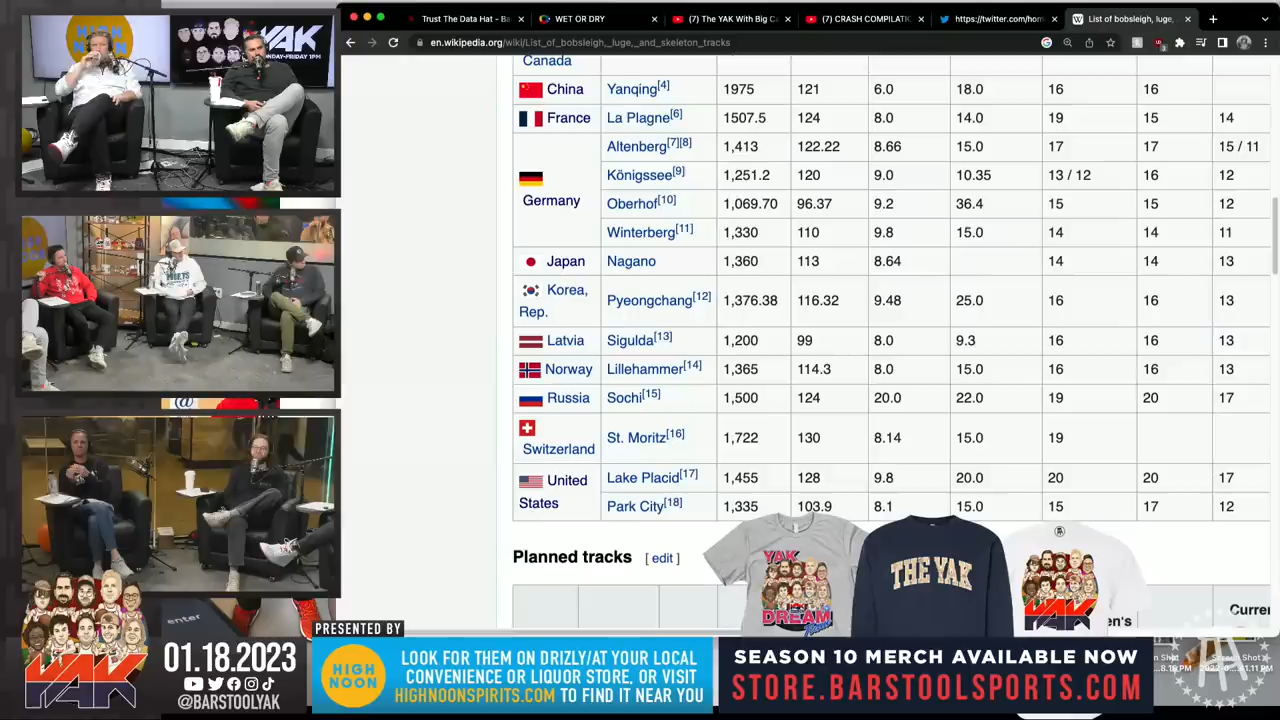 HIGH NOON
YAK
MONDAY-FRIDAY 1PM
Trust The Data Hat - Ba
WET OR DRY
(7) The YAK With Big Ca
(7) CRASH COMPILATI
https://twitter.com/hom
List of bobsleigh, luge,
en.wikipedia.org/wiki/List_of_bobsleigh,_luge,_and_skeleton_tracks
Canada
China Yanqing[4] 1975 121 6.0 18.0 16 16
France La Plagne[6] 1507.5 124 8.0 14.0 19 15 14
Germany
Altenberg[7][8] 1,413 122.22 8.66 15.0 17 17 15 / 11
Königssee[9] 1,251.2 120 9.0 10.35 13 / 12 16 12
Oberhof[10] 1,069.70 96.37 9.2 36.4 15 15 12
Winterberg[11] 1,330 110 9.8 15.0 14 14 11
Japan Nagano 1,360 113 8.64 14 14 13
Korea, Rep. Pyeongchang[12] 1,376.38 116.32 9.48 25.0 16 16 13
Latvia Sigulda[13] 1,200 99 8.0 9.3 16 16 13
Norway Lillehammer[14] 1,365 114.3 8.0 15.0 16 16 13
Russia Sochi[15] 1,500 124 20.0 22.0 19 20 17
Switzerland St. Moritz[16] 1,722 130 8.14 15.0 19
United States
Lake Placid[17] 1,455 128 9.8 20.0 20 20 17
Park City[18] 1,335 103.9 8.1 15.0 15 17 12
Planned tracks [ edit ]
Curre
en's
YAK
DREAM
THE YAK
YAK
enter
YAK
01.18.2023
@BARSTOOLYAK
PRESENTED BY
HIGH NOON
LOOK FOR THEM ON DRIZLY/AT YOUR LOCAL
CONVENIENCE OR LIQUOR STORE, OR VISIT
HIGHNOONSPIRITS.COM TO FIND IT NEAR YOU
SEASON 10 MERCH AVAILABLE NOW
STORE.BARSTOOLSPORTS.COM